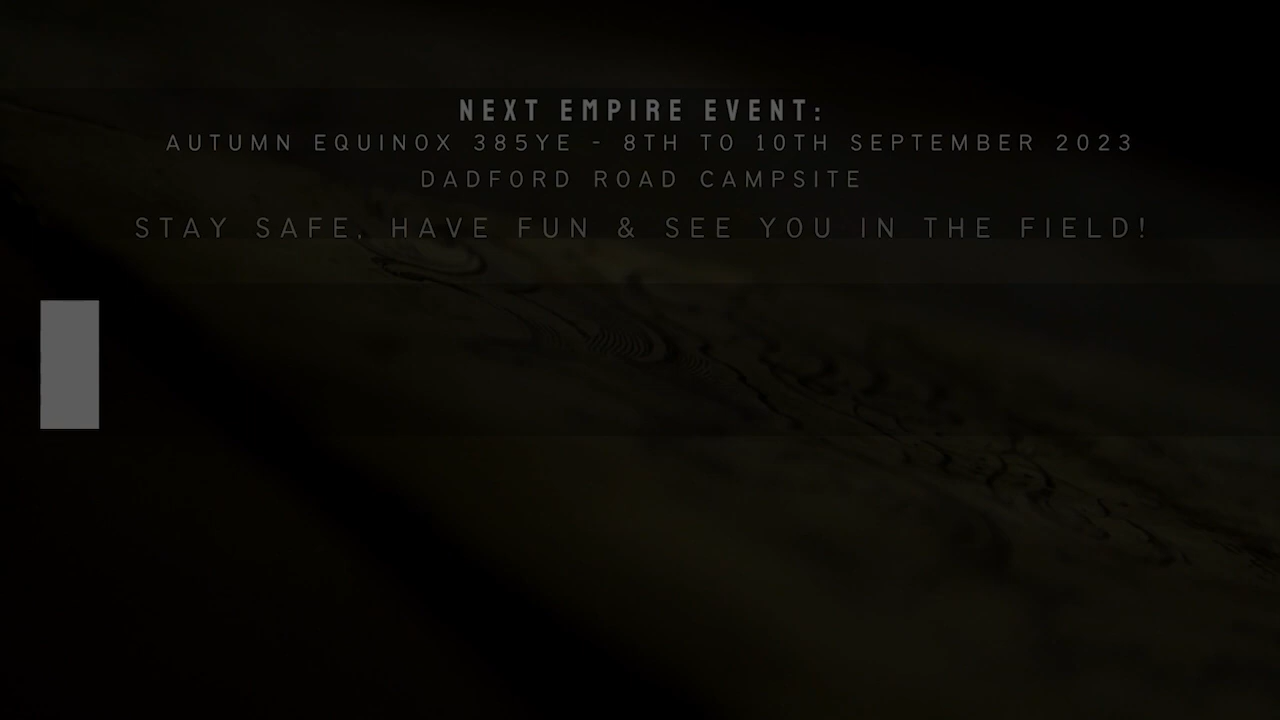 NEXT EMPIRE EVENT:
AUTUMN EQUINOX 385YE - 8TH TO 10TH SEPTEMBER 2023
DADFORD ROAD CAMPSITE
STAY SAFE, HAVE FUN & SEE YOU IN THE FIELD!